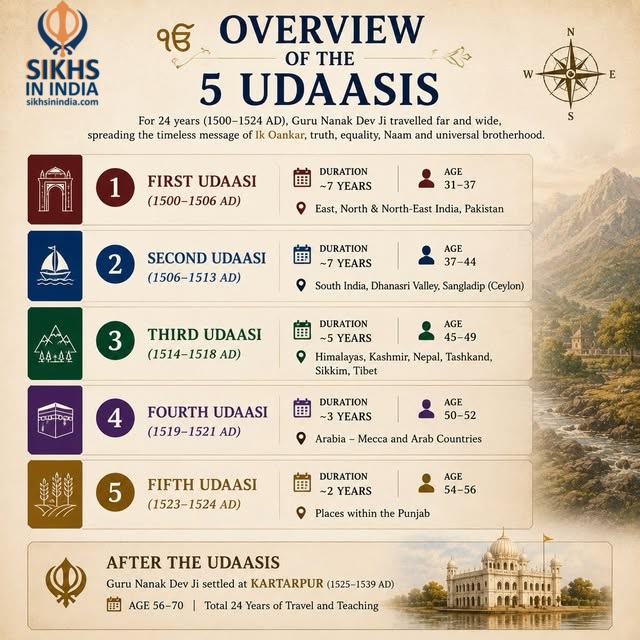 SIKHS
IN INDIA
sikhsinindia.com
ੴ
OVERVIEW
OF THE
5 UDAASIS
N
W E
S
For 24 years (1500–1524 AD), Guru Nanak Dev Ji travelled far and wide,
spreading the timeless message of Ik Oankar, truth, equality, Naam and universal brotherhood.
1
FIRST UDAASI
(1500–1506 AD)
DURATION
~7 YEARS
AGE
31–37
East, North & North-East India, Pakistan
2
SECOND UDAASI
(1506–1513 AD)
DURATION
~7 YEARS
AGE
37–44
South India, Dhanasri Valley, Sangladip (Ceylon)
3
THIRD UDAASI
(1514–1518 AD)
DURATION
~5 YEARS
AGE
45–49
Himalayas, Kashmir, Nepal, Tashkand,
Sikkim, Tibet
4
FOURTH UDAASI
(1519–1521 AD)
DURATION
~3 YEARS
AGE
50–52
Arabia – Mecca and Arab Countries
5
FIFTH UDAASI
(1523–1524 AD)
DURATION
~2 YEARS
AGE
54–56
Places within the Punjab
AFTER THE UDAASIS
Guru Nanak Dev Ji settled at KARTARPUR (1525–1539 AD)
AGE 56–70 | Total 24 Years of Travel and Teaching